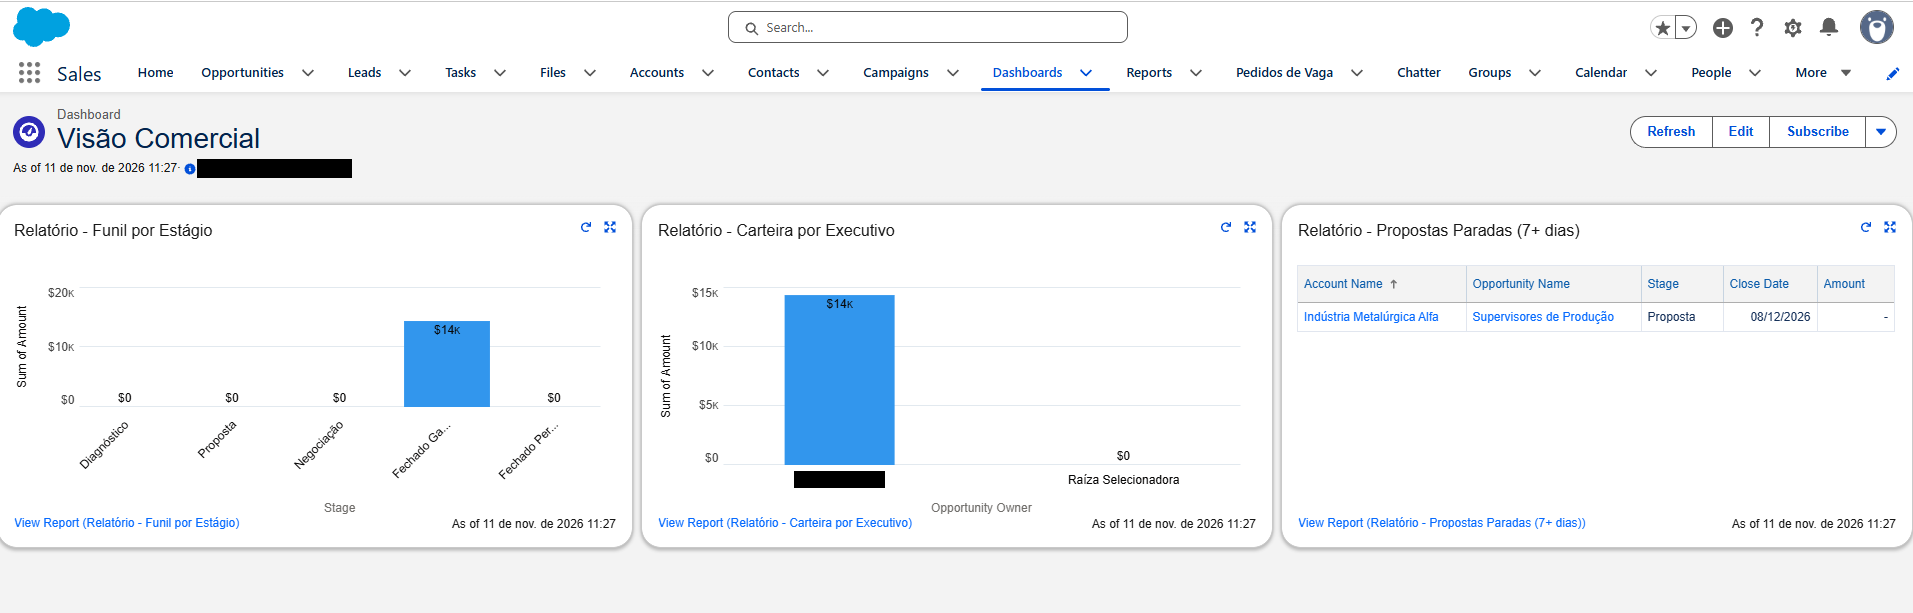 Search...
Sales Home Opportunities Leads Tasks Files Accounts Contacts Campaigns Dashboards Reports Pedidos de Vaga Chatter Groups Calendar People More
Dashboard
Visão Comercial
As of 11 de nov. de 2026 11:27·
Refresh Edit Subscribe
Relatório - Funil por Estágio
Sum of Amount
$20K
$10K
$0
$0 $0 $0 $14K $0
Diagnóstico Proposta Negociação Fechado Ga... Fechado Per...
Stage
View Report (Relatório - Funil por Estágio) As of 11 de nov. de 2026 11:27
Relatório - Carteira por Executivo
Sum of Amount
$15K
$10K
$5K
$0
$14K $0
Raíza Selecionadora
Opportunity Owner
View Report (Relatório - Carteira por Executivo) As of 11 de nov. de 2026 11:27
Relatório - Propostas Paradas (7+ dias)
Account Name ↑ Opportunity Name Stage Close Date Amount
Indústria Metalúrgica Alfa Supervisores de Produção Proposta 08/12/2026 -
View Report (Relatório - Propostas Paradas (7+ dias)) As of 11 de nov. de 2026 11:27